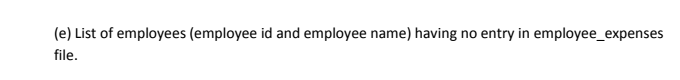 (e) List of employees (employee id and employee name) having no entry in employee_expenses
file.